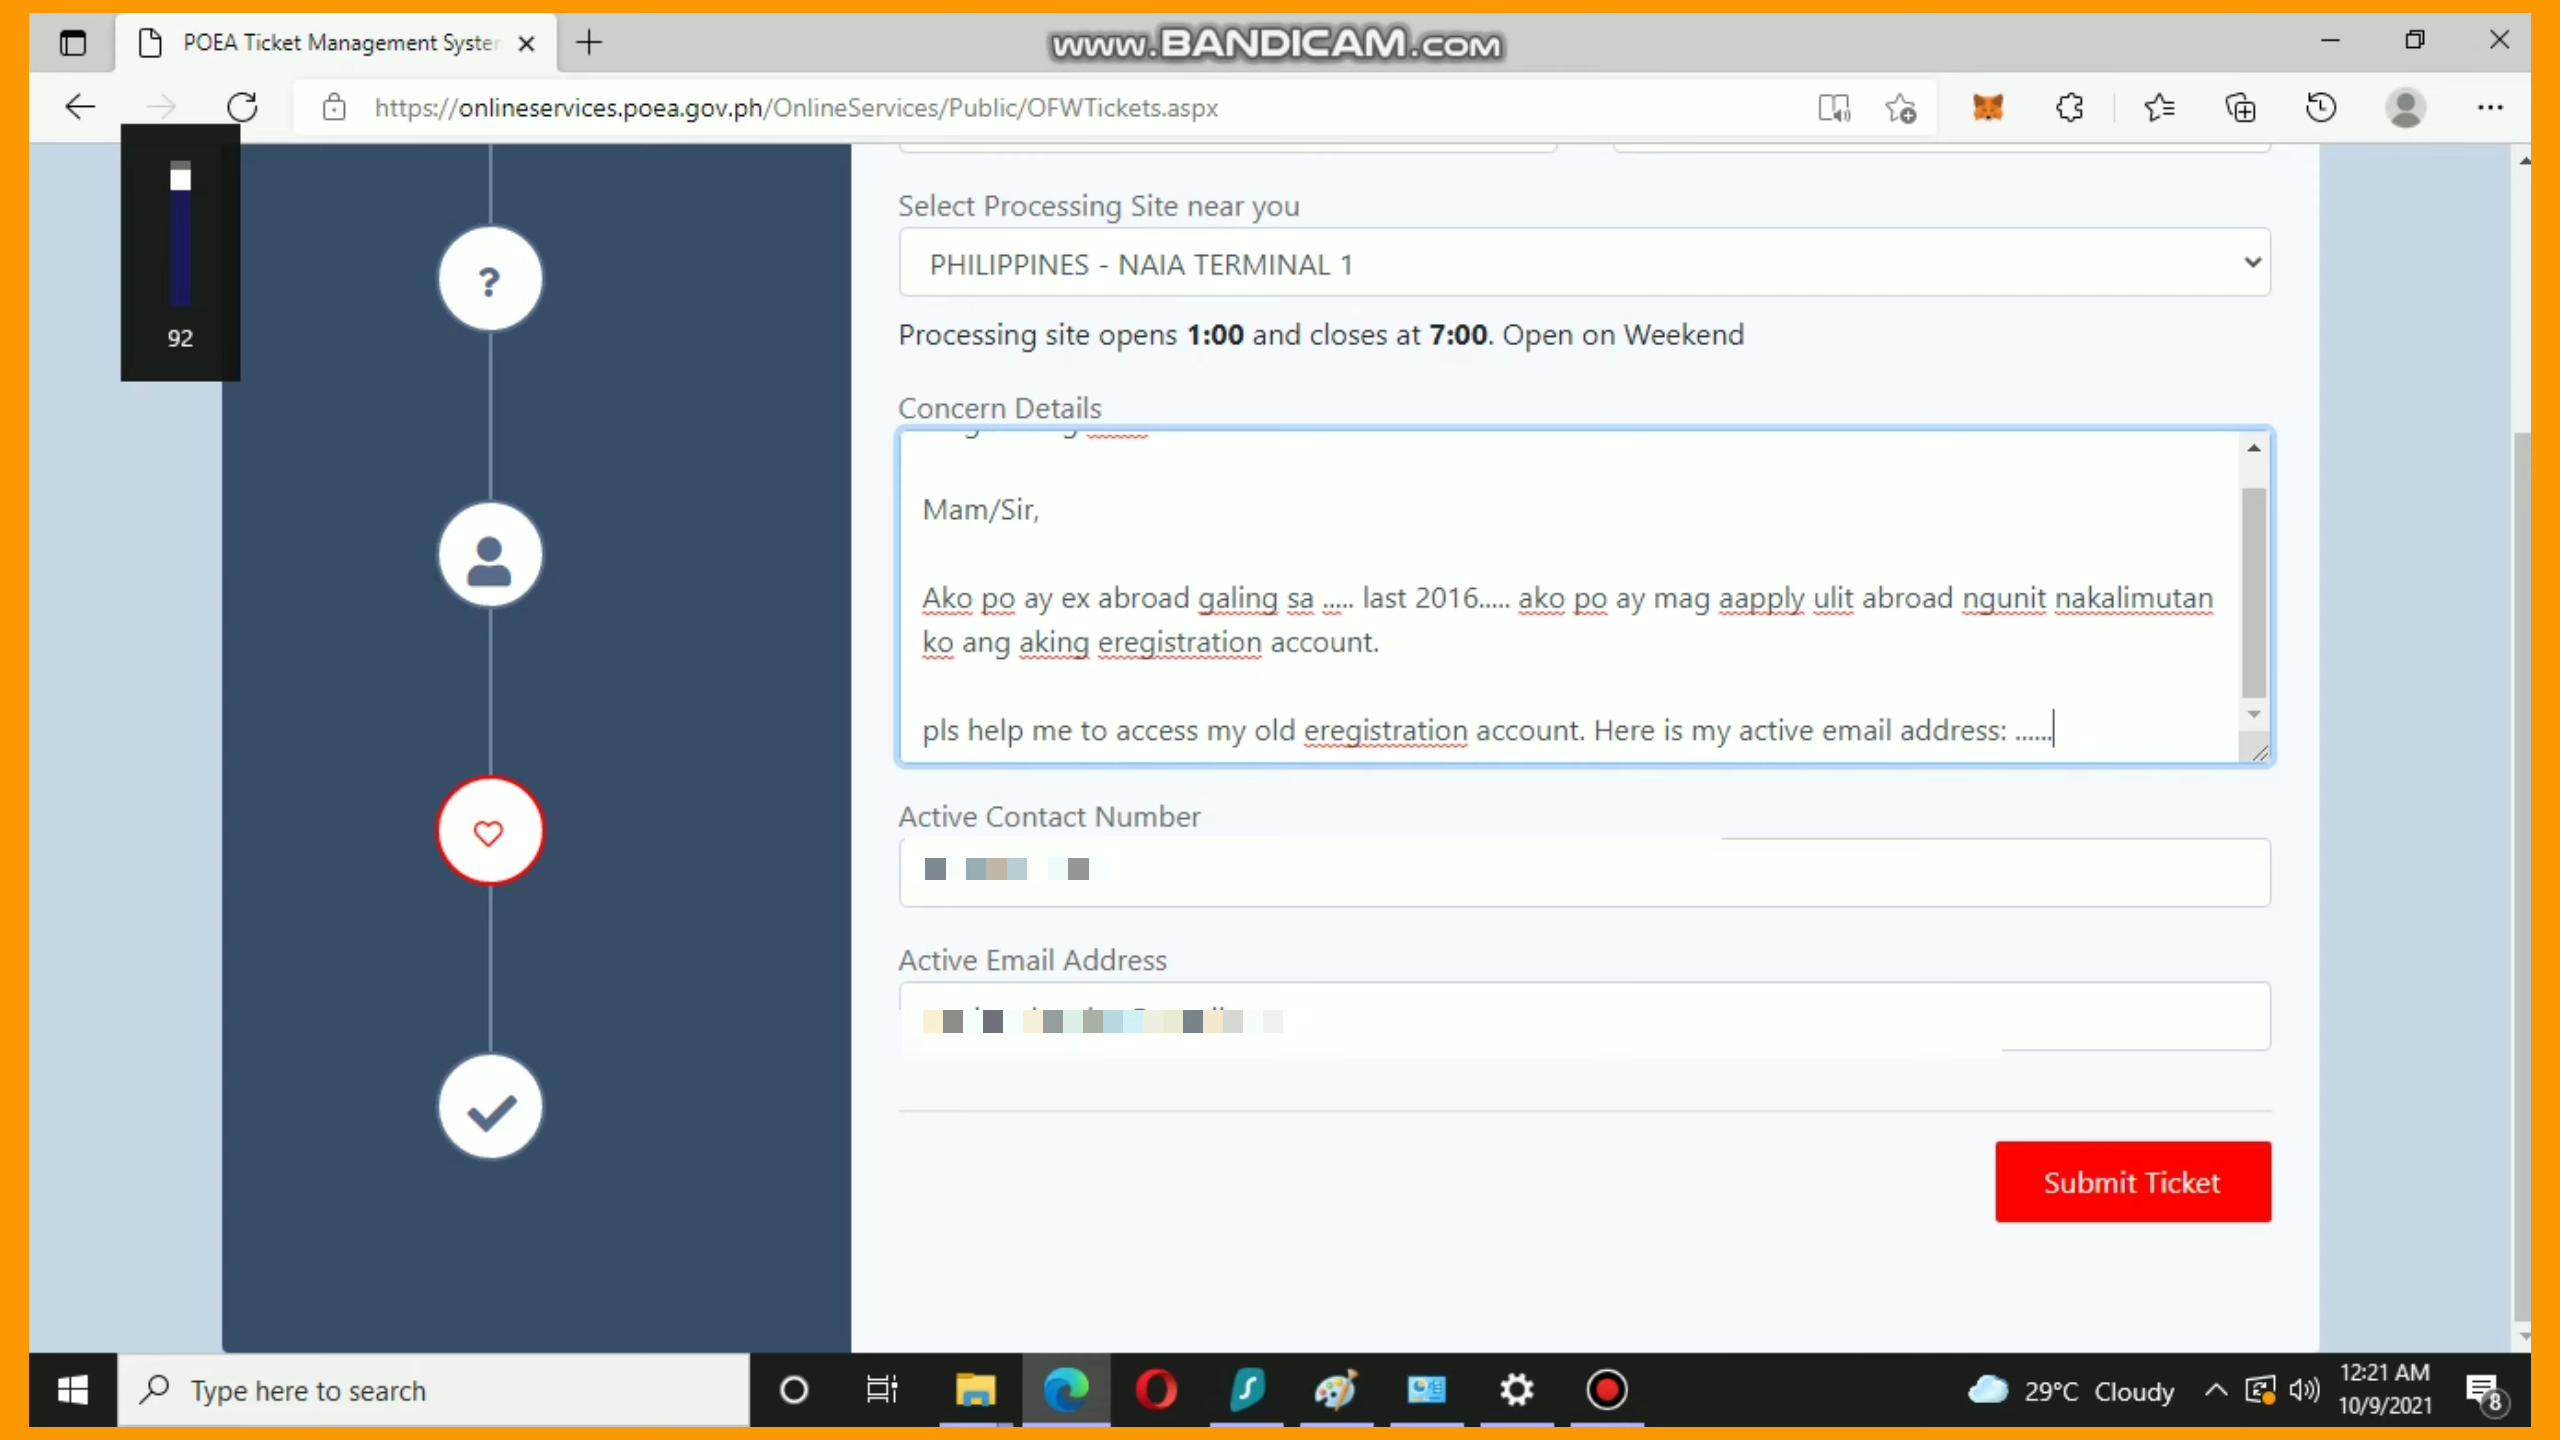 POEA Ticket Management Syste
www.BANDICAM.com
https://onlineservices.poea.gov.ph/OnlineServices/Public/OFWTickets.aspx
92
?
Select Processing Site near you
PHILIPPINES - NAIA TERMINAL 1
Processing site opens 1:00 and closes at 7:00. Open on Weekend
Concern Details
Mam/Sir,
Ako po ay ex abroad galing sa ..... last 2016..... ako po ay mag aapply ulit abroad ngunit nakalimutan
ko ang aking eregistration account.
pls help me to access my old eregistration account. Here is my active email address: ......
Active Contact Number
Active Email Address
Submit Ticket
Type here to search
29°C Cloudy
12:21 AM
10/9/2021
8